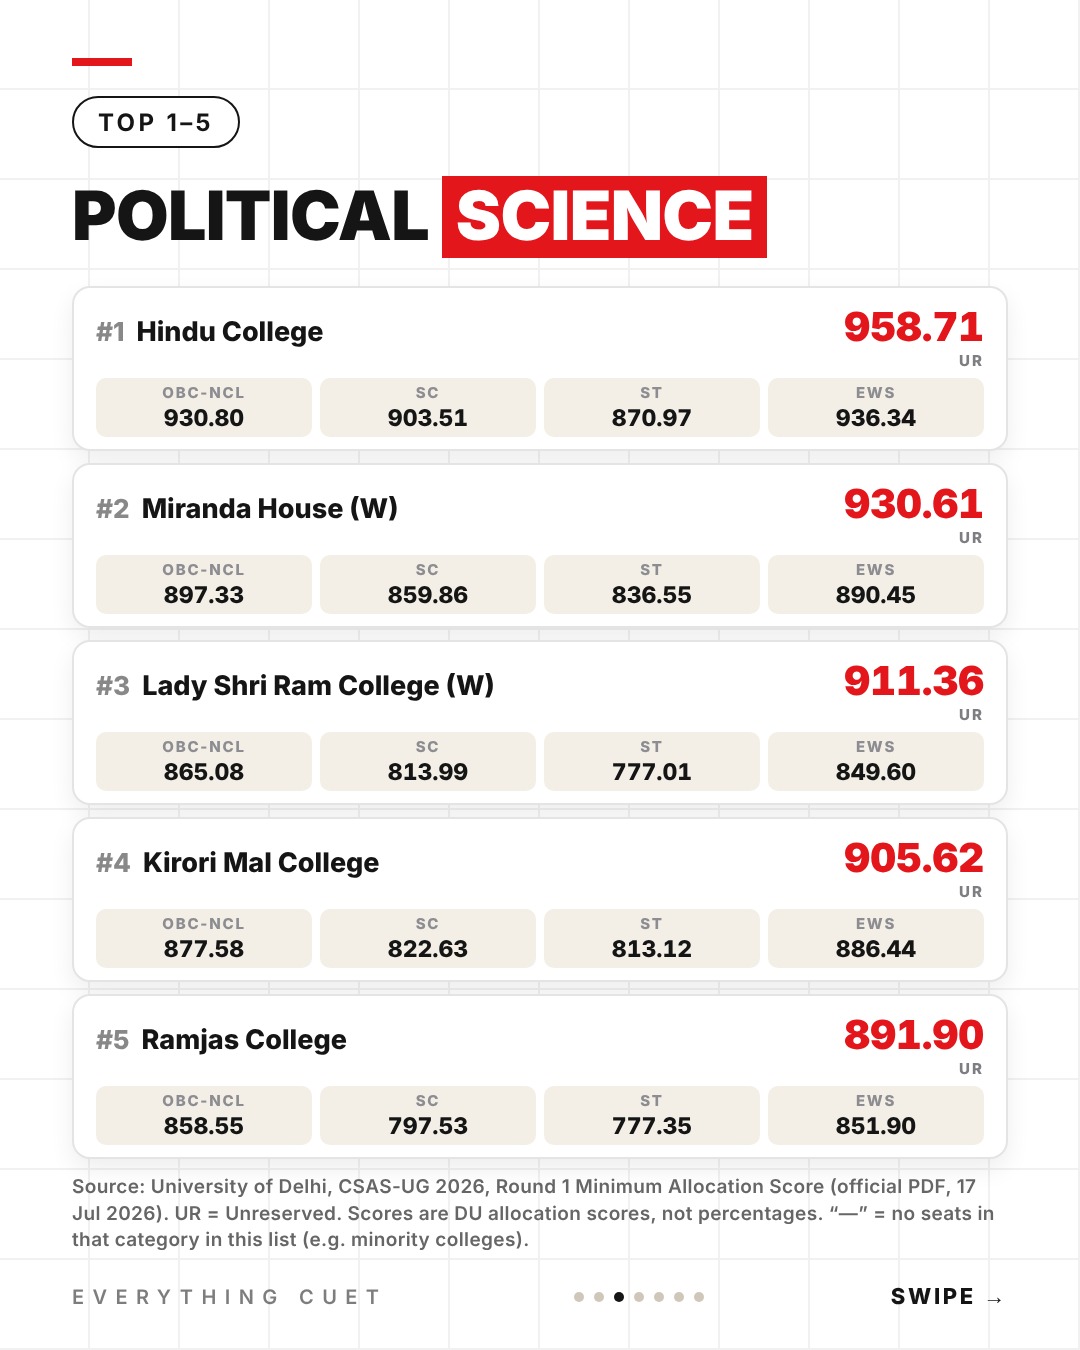 TOP 1–5
POLITICAL SCIENCE
#1 Hindu College 958.71
UR
OBC-NCL SC ST EWS
930.80 903.51 870.97 936.34
#2 Miranda House (W) 930.61
UR
OBC-NCL SC ST EWS
897.33 859.86 836.55 890.45
#3 Lady Shri Ram College (W) 911.36
UR
OBC-NCL SC ST EWS
865.08 813.99 777.01 849.60
#4 Kirori Mal College 905.62
UR
OBC-NCL SC ST EWS
877.58 822.63 813.12 886.44
#5 Ramjas College 891.90
UR
OBC-NCL SC ST EWS
858.55 797.53 777.35 851.90
Source: University of Delhi, CSAS-UG 2026, Round 1 Minimum Allocation Score (official PDF, 17
Jul 2026). UR = Unreserved. Scores are DU allocation scores, not percentages. “—” = no seats in
that category in this list (e.g. minority colleges).
EVERYTHING CUET SWIPE →